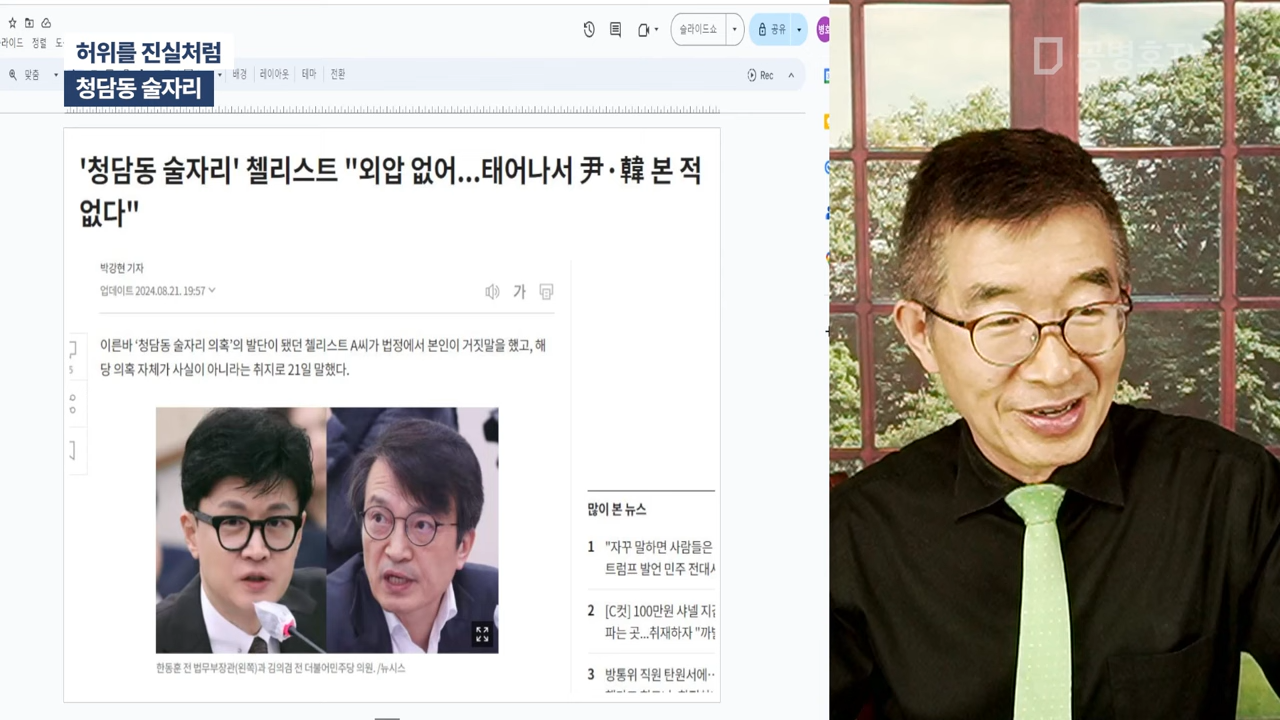 허위를 진실처럼
청담동 술자리
정렬
슬라이드쇼
공유
맞춤
배경
레이아웃
테마
전환
Rec
'청담동 술자리' 첼리스트 "외압 없어...태어나서 尹·韓 본 적
없다"
박강현 기자
업데이트 2024.08.21. 19:57
가
이른바 ‘청담동 술자리 의혹’의 발단이 됐던 첼리스트 A씨가 법정에서 본인이 거짓말을 했고, 해
당 의혹 자체가 사실이 아니라는 취지로 21일 말했다.
한동훈 전 법무부장관(왼쪽)과 김의겸 전 더불어민주당 의원. /뉴시스
많이 본 뉴스
1 "자꾸 말하면 사람들은
트럼프 발언 민주 전대
2 [C컷] 100만원 샤넬
파는 곳...취재하자
3 방통위 직원 탄원서에…
공병호